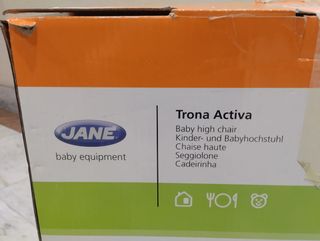 JANE
baby equipment
Trona Activa
Baby high chair
Kinder- und Babyhochstuhl
Chaise haute
Seggiolone
Cadeirinha